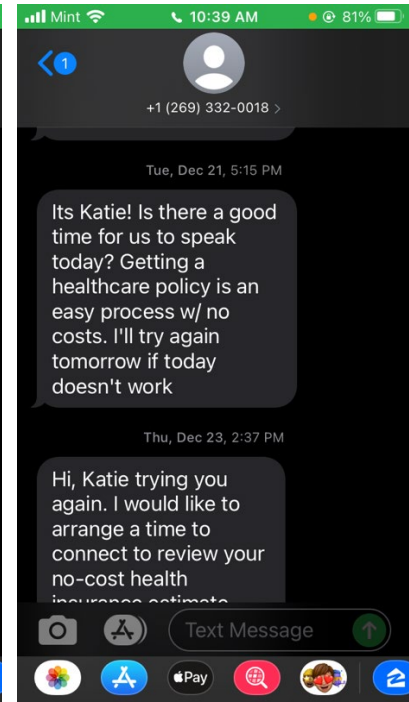 Mint 10:39 AM 81%
1
+1 (269) 332-0018 >
Tue, Dec 21, 5:15 PM
Its Katie! Is there a good
time for us to speak
today? Getting a
healthcare policy is an
easy process w/ no
costs. I'll try again
tomorrow if today
doesn't work
Thu, Dec 23, 2:37 PM
Hi, Katie trying you
again. I would like to
arrange a time to
connect to review your
no-cost health
insurance estimate
Text Message
Pay